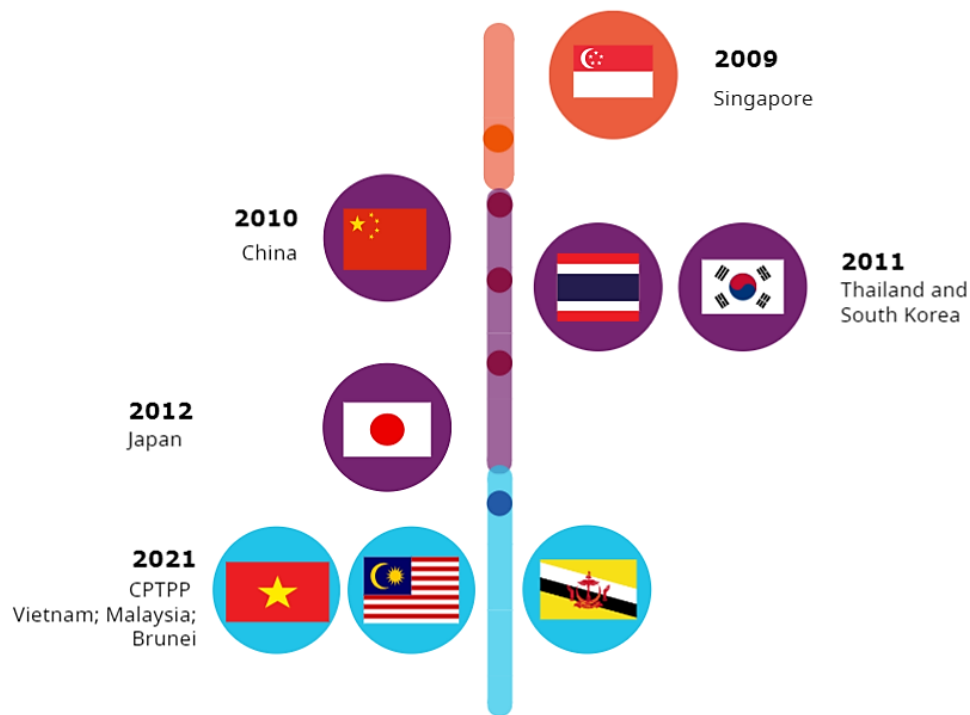 2009
Singapore
2010
China
2011
Thailand and
South Korea
2012
Japan
2021
CPTPP
Vietnam; Malaysia;
Brunei